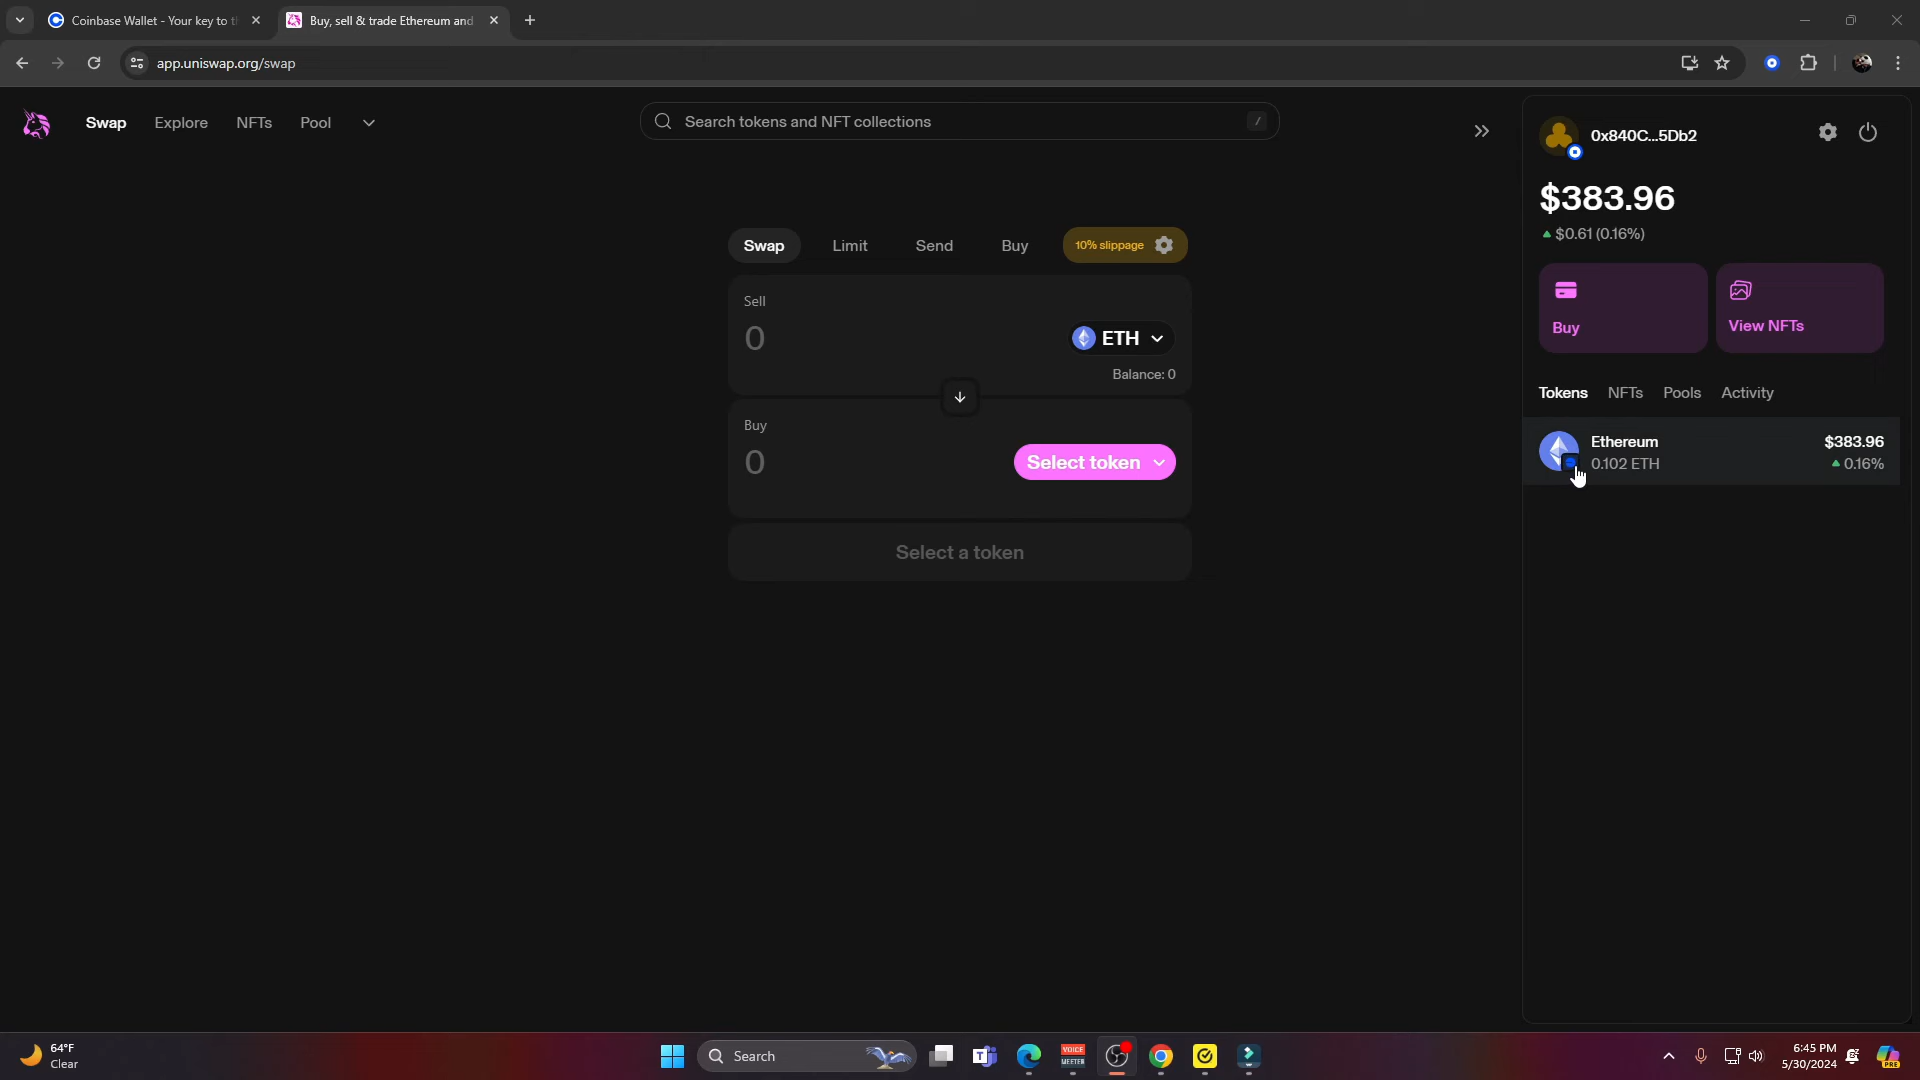 Coinbase Wallet - Your key to t
Buy, sell & trade Ethereum and
app.uniswap.org/swap
Swap
Explore
NFTs
Pool
Search tokens and NFT collections
/
0x840C...5Db2
$383.96
$0.61 (0.16%)
Buy
View NFTs
Tokens
NFTs
Pools
Activity
Ethereum
$383.96
0.102 ETH
0.16%
Swap
Limit
Send
Buy
10% slippage
Sell
0
ETH
Balance: 0
Buy
0
Select token
Select a token
64°F
Clear
Search
VOICE
MEETER
6:45 PM
5/30/2024
PRE